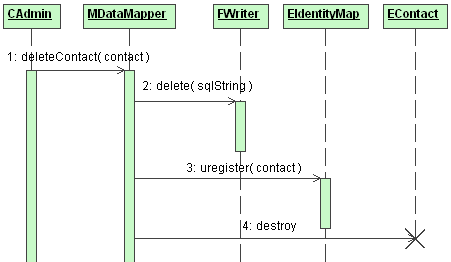 CAdmin MDataMapper FWriter EIdentityMap EContact
1: deleteContact( contact )
2: delete( sqlString )
3: uregister( contact )
4: destroy